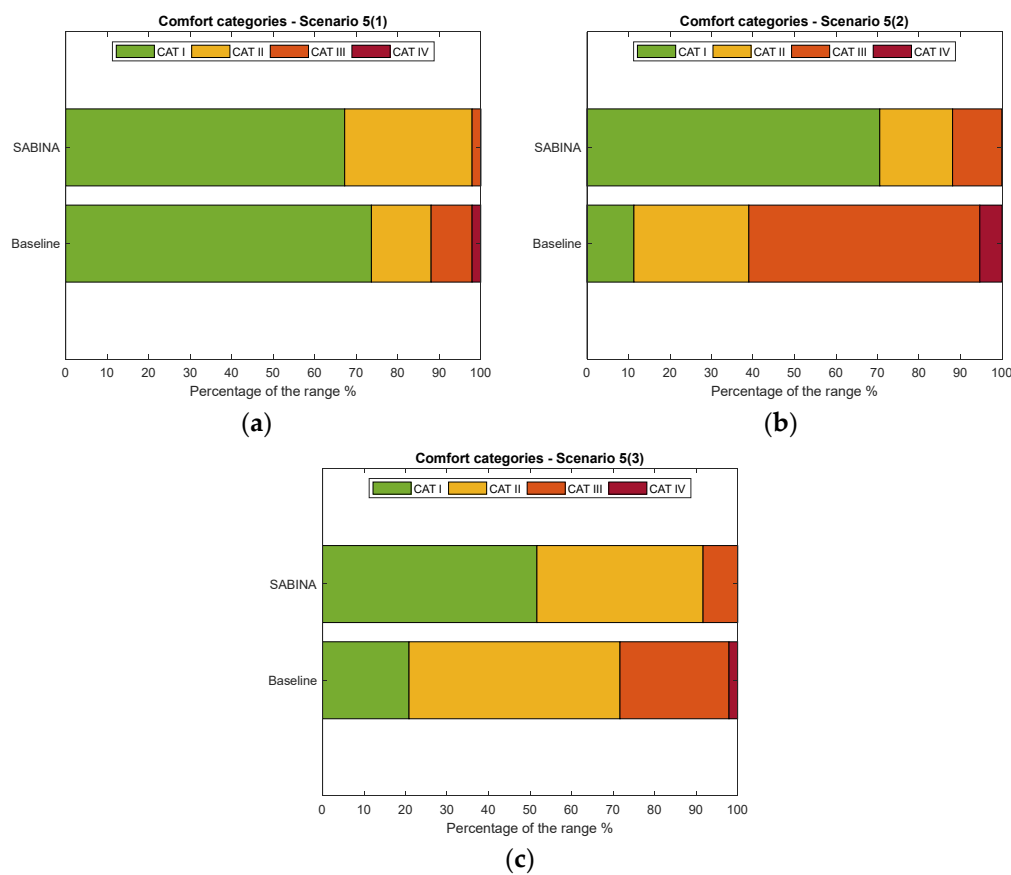 Comfort categories - Scenario 5(1)
CAT I CAT II CAT III CAT IV
SABINA
Baseline
0 10 20 30 40 50 60 70 80 90 100
Percentage of the range %
(a)
Comfort categories - Scenario 5(2)
CAT I CAT II CAT III CAT IV
SABINA
Baseline
0 10 20 30 40 50 60 70 80 90 100
Percentage of the range %
(b)
Comfort categories - Scenario 5(3)
CAT I CAT II CAT III CAT IV
SABINA
Baseline
0 10 20 30 40 50 60 70 80 90 100
Percentage of the range %
(c)